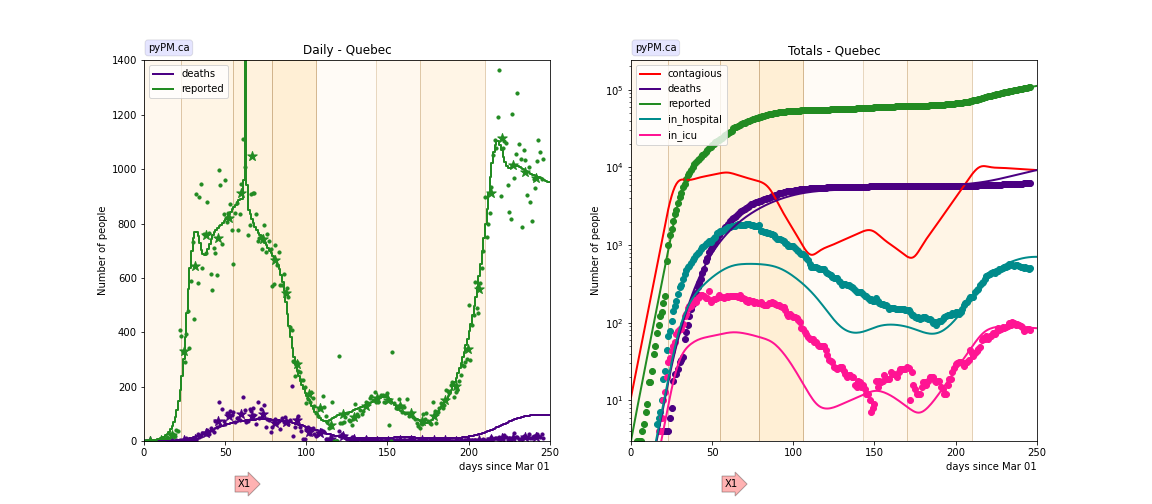 pyPM.ca
Daily - Quebec
deaths
reported
1400
1200
1000
800
600
400
200
0
Number of people
0 50 100 150 200 250
days since Mar 01
X1
pyPM.ca
Totals - Quebec
contagious
deaths
reported
in_hospital
in_icu
10⁵
10⁴
10³
10²
10¹
Number of people
0 50 100 150 200 250
days since Mar 01
X1